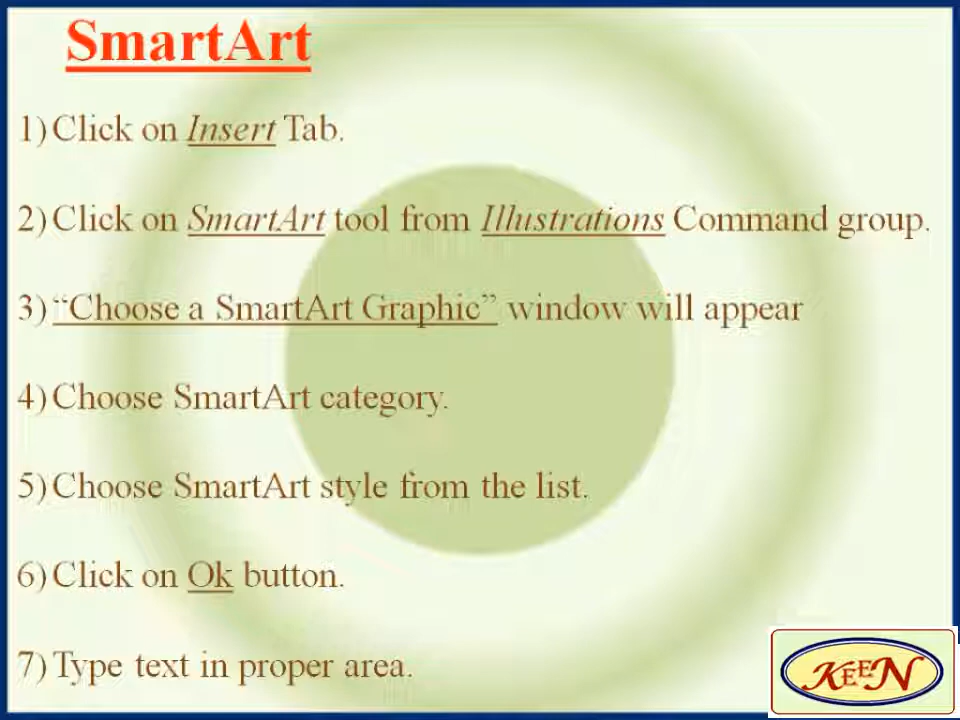 SmartArt
1) Click on Insert Tab.
2) Click on SmartArt tool from Illustrations Command group.
3) “Choose a SmartArt Graphic” window will appear
4) Choose SmartArt category.
5) Choose SmartArt style from the list.
6) Click on Ok button.
7) Type text in proper area.
KEEN